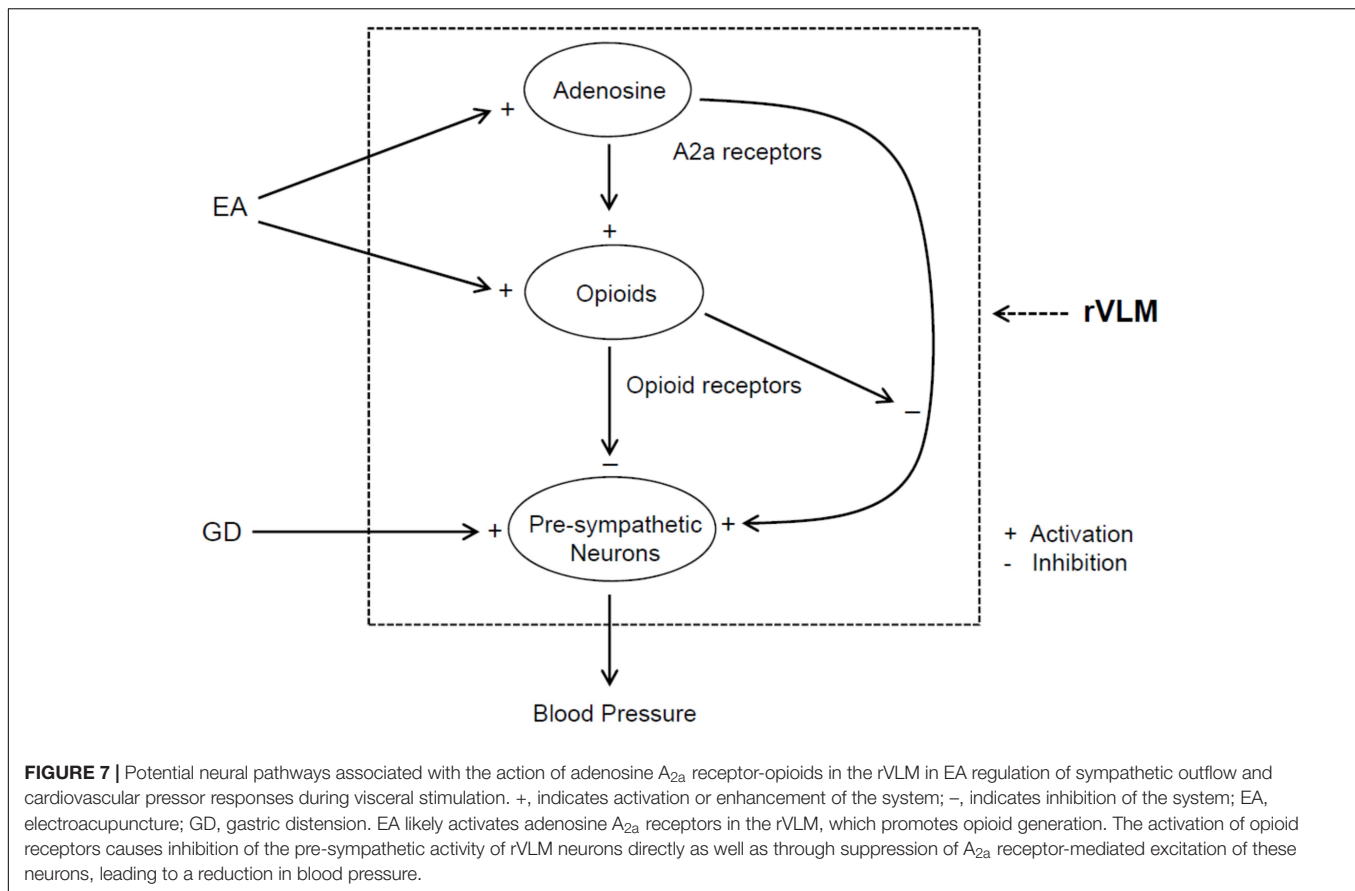 Adenosine
+
A2a receptors
EA
+
+
Opioids
rVLM
Opioid receptors
–
–
GD
+
Pre-sympathetic
Neurons
+
+ Activation
- Inhibition
Blood Pressure
FIGURE 7 | Potential neural pathways associated with the action of adenosine A2a receptor-opioids in the rVLM in EA regulation of sympathetic outflow and
cardiovascular pressor responses during visceral stimulation. +, indicates activation or enhancement of the system; –, indicates inhibition of the system; EA,
electroacupuncture; GD, gastric distension. EA likely activates adenosine A2a receptors in the rVLM, which promotes opioid generation. The activation of opioid
receptors causes inhibition of the pre-sympathetic activity of rVLM neurons directly as well as through suppression of A2a receptor-mediated excitation of these
neurons, leading to a reduction in blood pressure.